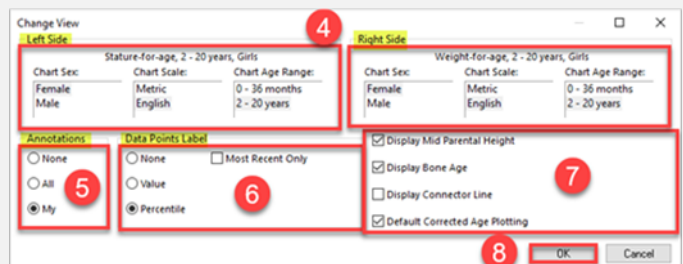 Change View
4
Left Side
Right Side
Stature-for-age, 2 - 20 years, Girls
Weight-for-age, 2 - 20 years, Girls
Chart Sex: Chart Scale: Chart Age Range:
Chart Sex: Chart Scale: Chart Age Range:
Female Metric 0 - 36 months
Female Metric 0 - 36 months
Male English 2 - 20 years
Male English 2 - 20 years
Annotations
Data Points Label
None
All
My
5
None Most Recent Only
Value
Percentile
6
Display Mid Parental Height
Display Bone Age
Display Connector Line
Default Corrected Age Plotting
7
8
OK Cancel